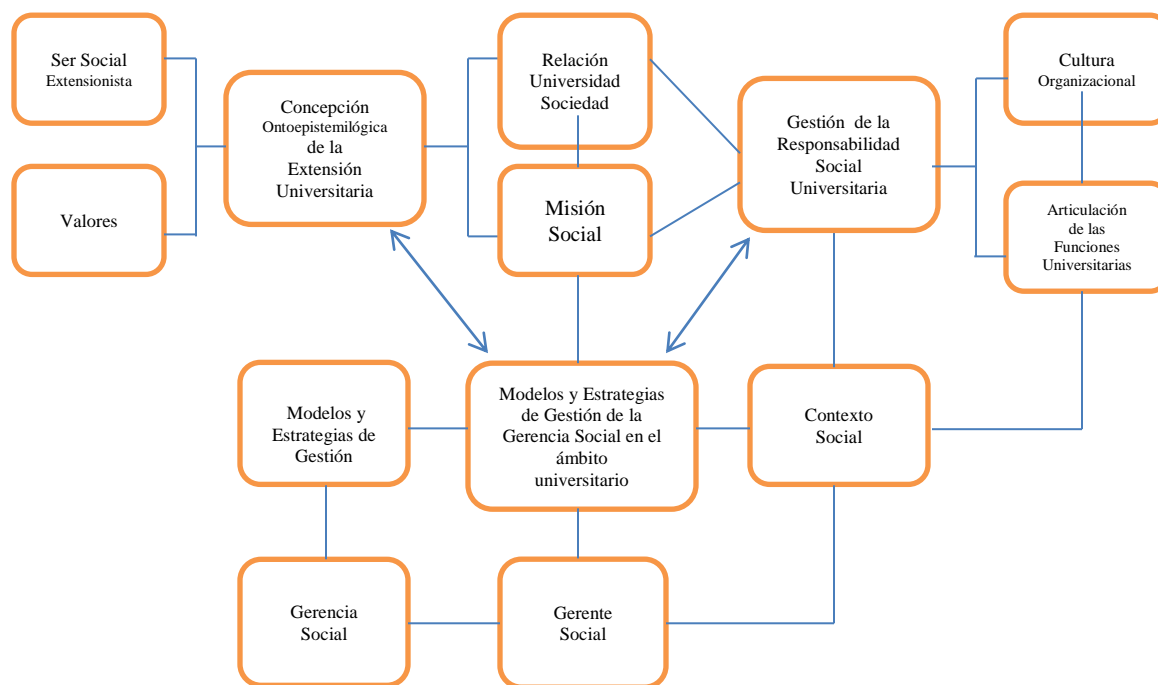 Ser Social
Extensionista
Valores
Concepción
Ontoepistemilógica
de la
Extensión
Universitaria
Relación
Universidad
Sociedad
Misión
Social
Gestión de la
Responsabilidad
Social
Universitaria
Cultura
Organizacional
Articulación
de las
Funciones
Universitarias
Modelos y
Estrategias de
Gestión
Modelos y Estrategias
de Gestión de la
Gerencia Social en el
ámbito
universitario
Contexto
Social
Gerencia
Social
Gerente
Social